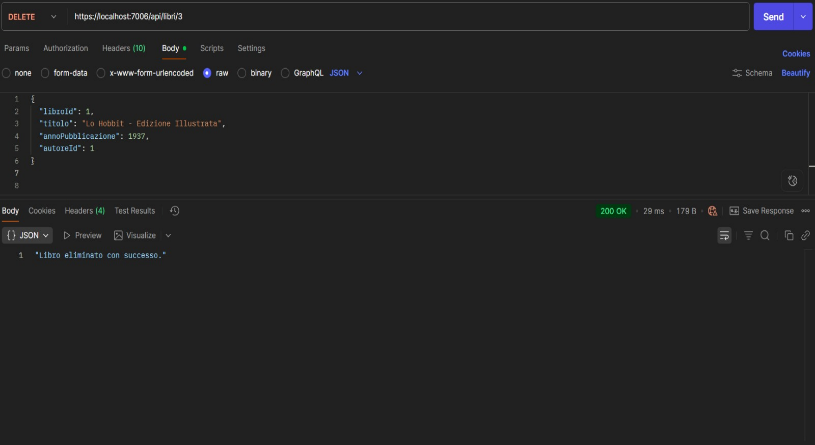 DELETE https://localhost:7006/api/libri/3 Send
Params Authorization Headers (10) Body Scripts Settings Cookies
none form-data x-www-form-urlencoded raw binary GraphQL JSON Schema Beautify
1 {
2 "libroId": 1,
3 "titolo": "Lo Hobbit - Edizione Illustrata",
4 "annoPubblicazione": 1937,
5 "autoreId": 1
6 }
7
8
Body Cookies Headers (4) Test Results 200 OK • 29 ms • 179 B • Save Response
{} JSON Preview Visualize
1 "Libro eliminato con successo."